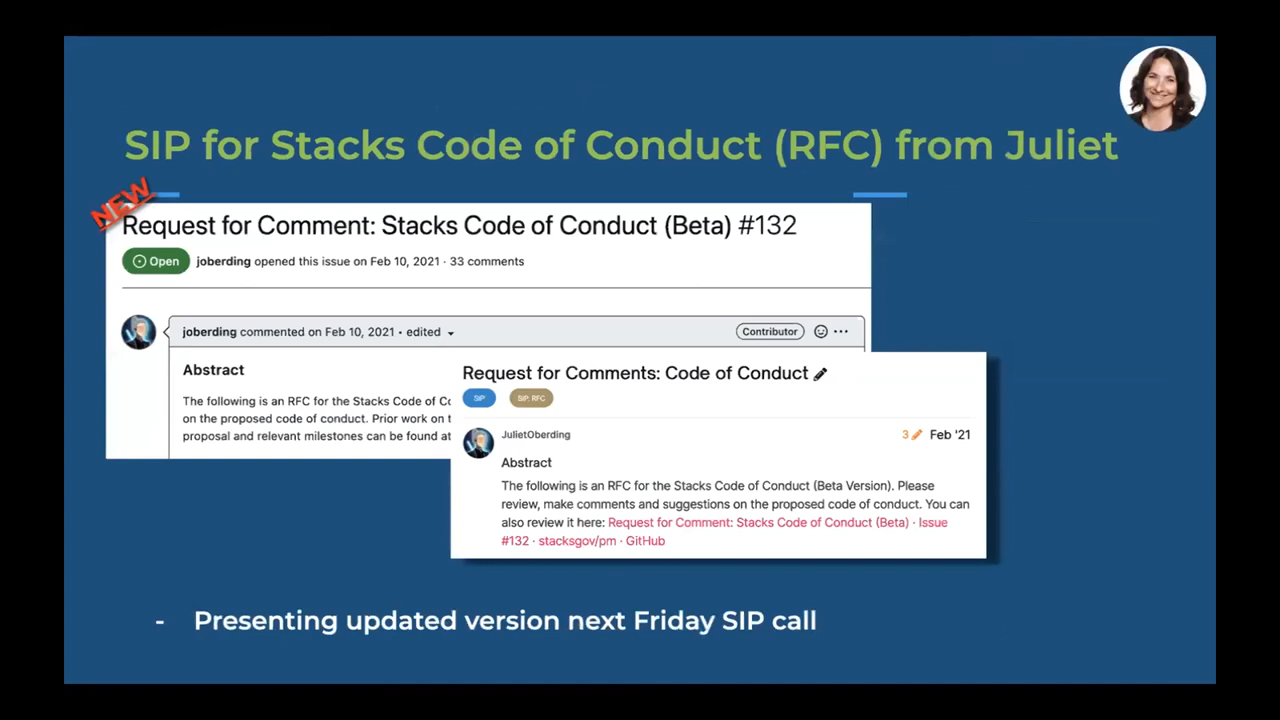 SIP for Stacks Code of Conduct (RFC) from Juliet
NEW
Request for Comment: Stacks Code of Conduct (Beta) #132
Open joberding opened this issue on Feb 10, 2021 · 33 comments
joberding commented on Feb 10, 2021 • edited Contributor
Abstract
The following is an RFC for the Stacks Code of
on the proposed code of conduct. Prior work on
proposal and relevant milestones can be found at
Request for Comments: Code of Conduct
SIP SIP: RFC
JulietOberding 3 Feb '21
Abstract
The following is an RFC for the Stacks Code of Conduct (Beta Version). Please
review, make comments and suggestions on the proposed code of conduct. You can
also review it here: Request for Comment: Stacks Code of Conduct (Beta) · Issue
#132 · stacksgov/pm · GitHub
- Presenting updated version next Friday SIP call